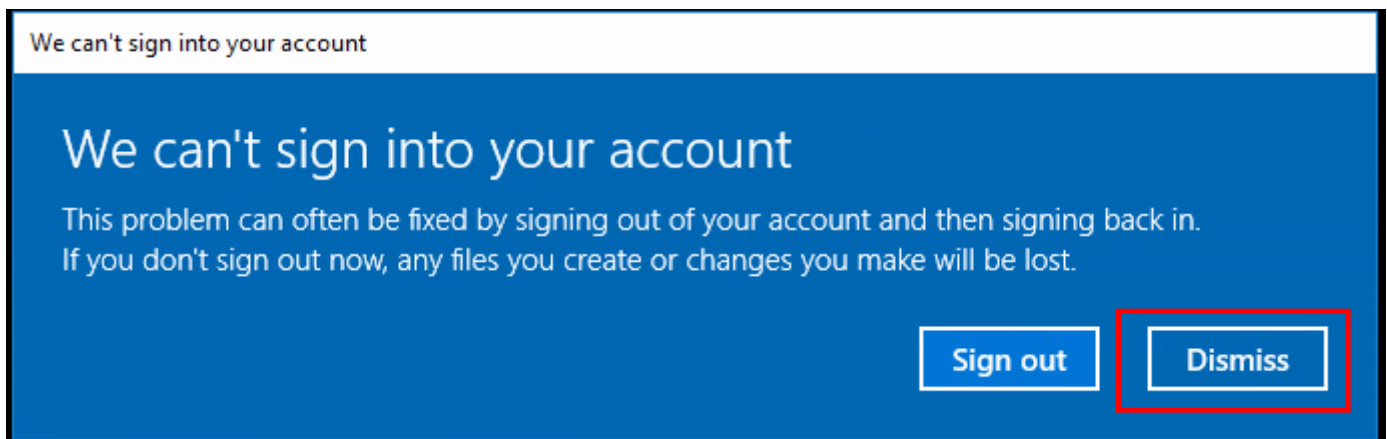 We can't sign into your account
We can't sign into your account
This problem can often be fixed by signing out of your account and then signing back in.
If you don't sign out now, any files you create or changes you make will be lost.
Sign out Dismiss